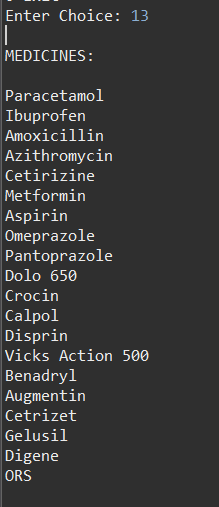 Enter Choice: 13
MEDICINES:
Paracetamol
Ibuprofen
Amoxicillin
Azithromycin
Cetirizine
Metformin
Aspirin
Omeprazole
Pantoprazole
Dolo 650
Crocin
Calpol
Disprin
Vicks Action 500
Benadryl
Augmentin
Cetrizet
Gelusil
Digene
ORS